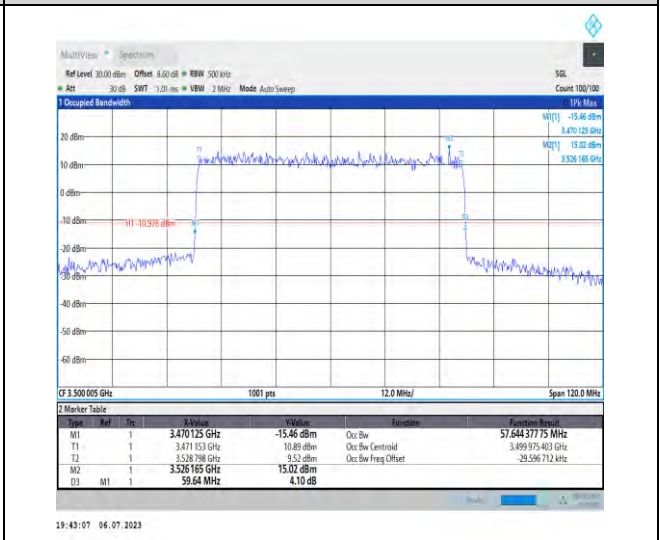 MultiView Spectrum
Ref Level 30.00 dBm Offset 8.60 dB RBW 500 kHz SGL
Att 30 dB SWT 1.01 ms VBW 2 MHz Mode Auto Sweep Count 100/100
1 Occupied Bandwidth 1Pk Max
M1[1] -15.46 dBm
3.470 125 GHz
20 dBm M2[1] 15.02 dBm
3.526 165 GHz
T1
10 dBm
0 dBm
-10 dBm H1 -10.976 dBm M1
-20 dBm
-30 dBm
-40 dBm
-50 dBm
-60 dBm
CF 3.500 005 GHz 1001 pts 12.0 MHz/ Span 120.0 MHz
2 Marker Table
Type Ref Trc X-Value Y-Value Function Function Result
M1 1 3.470 125 GHz -15.46 dBm Occ Bw 57.644 377 75 MHz
T1 1 3.471 153 GHz 10.89 dBm Occ Bw Centroid 3.499 975 403 GHz
T2 1 3.528 798 GHz 9.52 dBm Occ Bw Freq Offset -29.596 712 kHz
M2 1 3.526 165 GHz 15.02 dBm
D3 M1 1 59.64 MHz 4.10 dB
19:43:07 06.07.2023